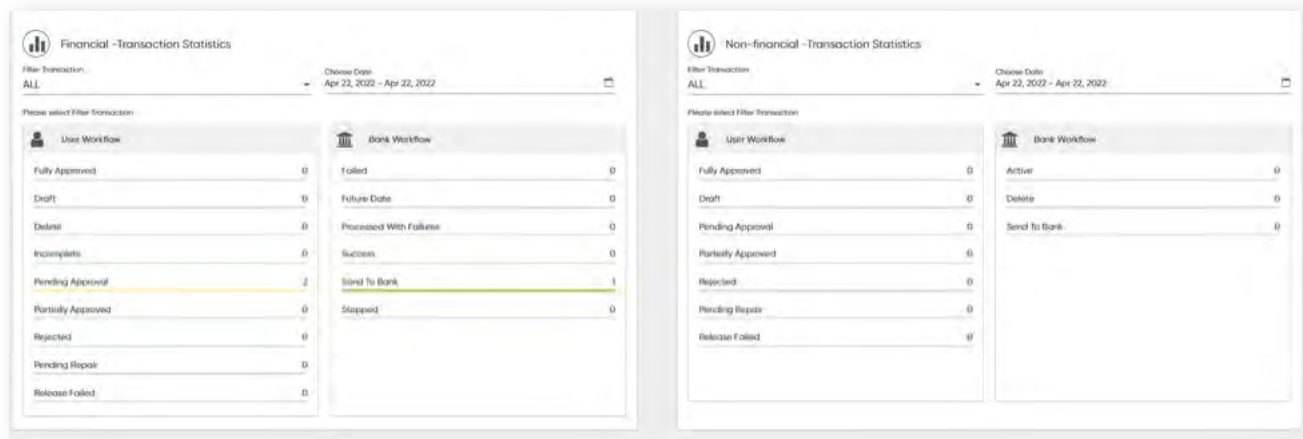 Financial -Transaction Statistics
Filter Transaction
ALL
Choose Date
Apr 22, 2022 - Apr 22, 2022
Please select Filter Transaction
User Workflow
Fully Approved 0
Draft 0
Delete 0
Incomplete 0
Pending Approval 2
Partially Approved 0
Rejected 0
Pending Repair 0
Release Failed 0
Bank Workflow
Failed 0
Future Date 0
Processed With Failures 0
Success 0
Send To Bank 1
Stopped 0
Non-financial -Transaction Statistics
Filter Transaction
ALL
Choose Date
Apr 22, 2022 - Apr 22, 2022
Please select Filter Transaction
User Workflow
Fully Approved 0
Draft 0
Pending Approval 0
Partially Approved 0
Rejected 0
Pending Repair 0
Release Failed 0
Bank Workflow
Active 0
Delete 0
Send To Bank 0